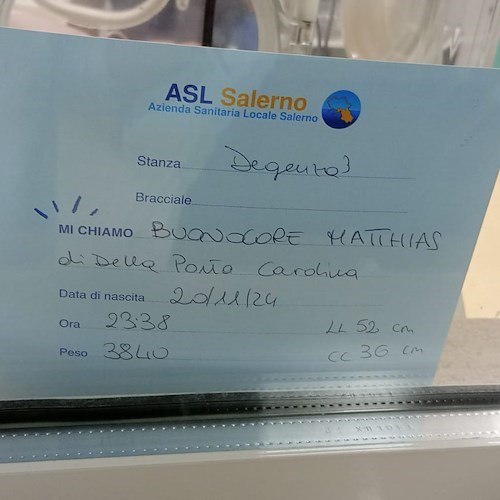 ASL Salerno
Azienda Sanitaria Locale Salerno
Stanza Degenza 3
Bracciale
MI CHIAMO BUONOCORE MATTHIAS
di Della Porta Carolina
Data di nascita 20/11/24
Ora 23:38 LL 52 cm
Peso 3840 CC 36 cm